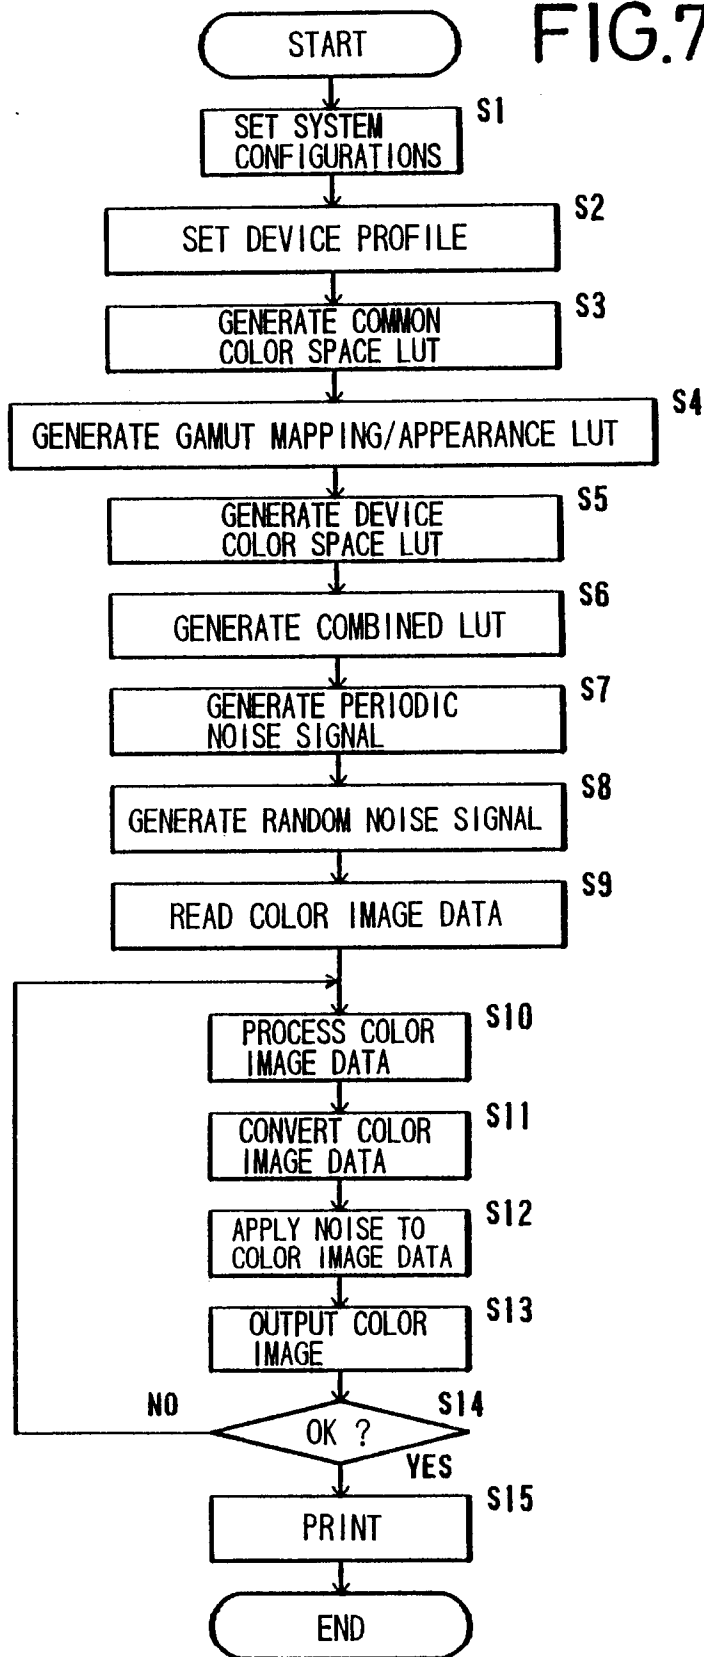 FIG.7
START
S1
SET SYSTEM
CONFIGURATIONS
S2
SET DEVICE PROFILE
S3
GENERATE COMMON
COLOR SPACE LUT
S4
GENERATE GAMUT MAPPING/APPEARANCE LUT
S5
GENERATE DEVICE
COLOR SPACE LUT
S6
GENERATE COMBINED LUT
S7
GENERATE PERIODIC
NOISE SIGNAL
S8
GENERATE RANDOM NOISE SIGNAL
S9
READ COLOR IMAGE DATA
S10
PROCESS COLOR
IMAGE DATA
S11
CONVERT COLOR
IMAGE DATA
S12
APPLY NOISE TO
COLOR IMAGE DATA
S13
OUTPUT COLOR
IMAGE
NO
S14
OK ?
YES
S15
PRINT
END